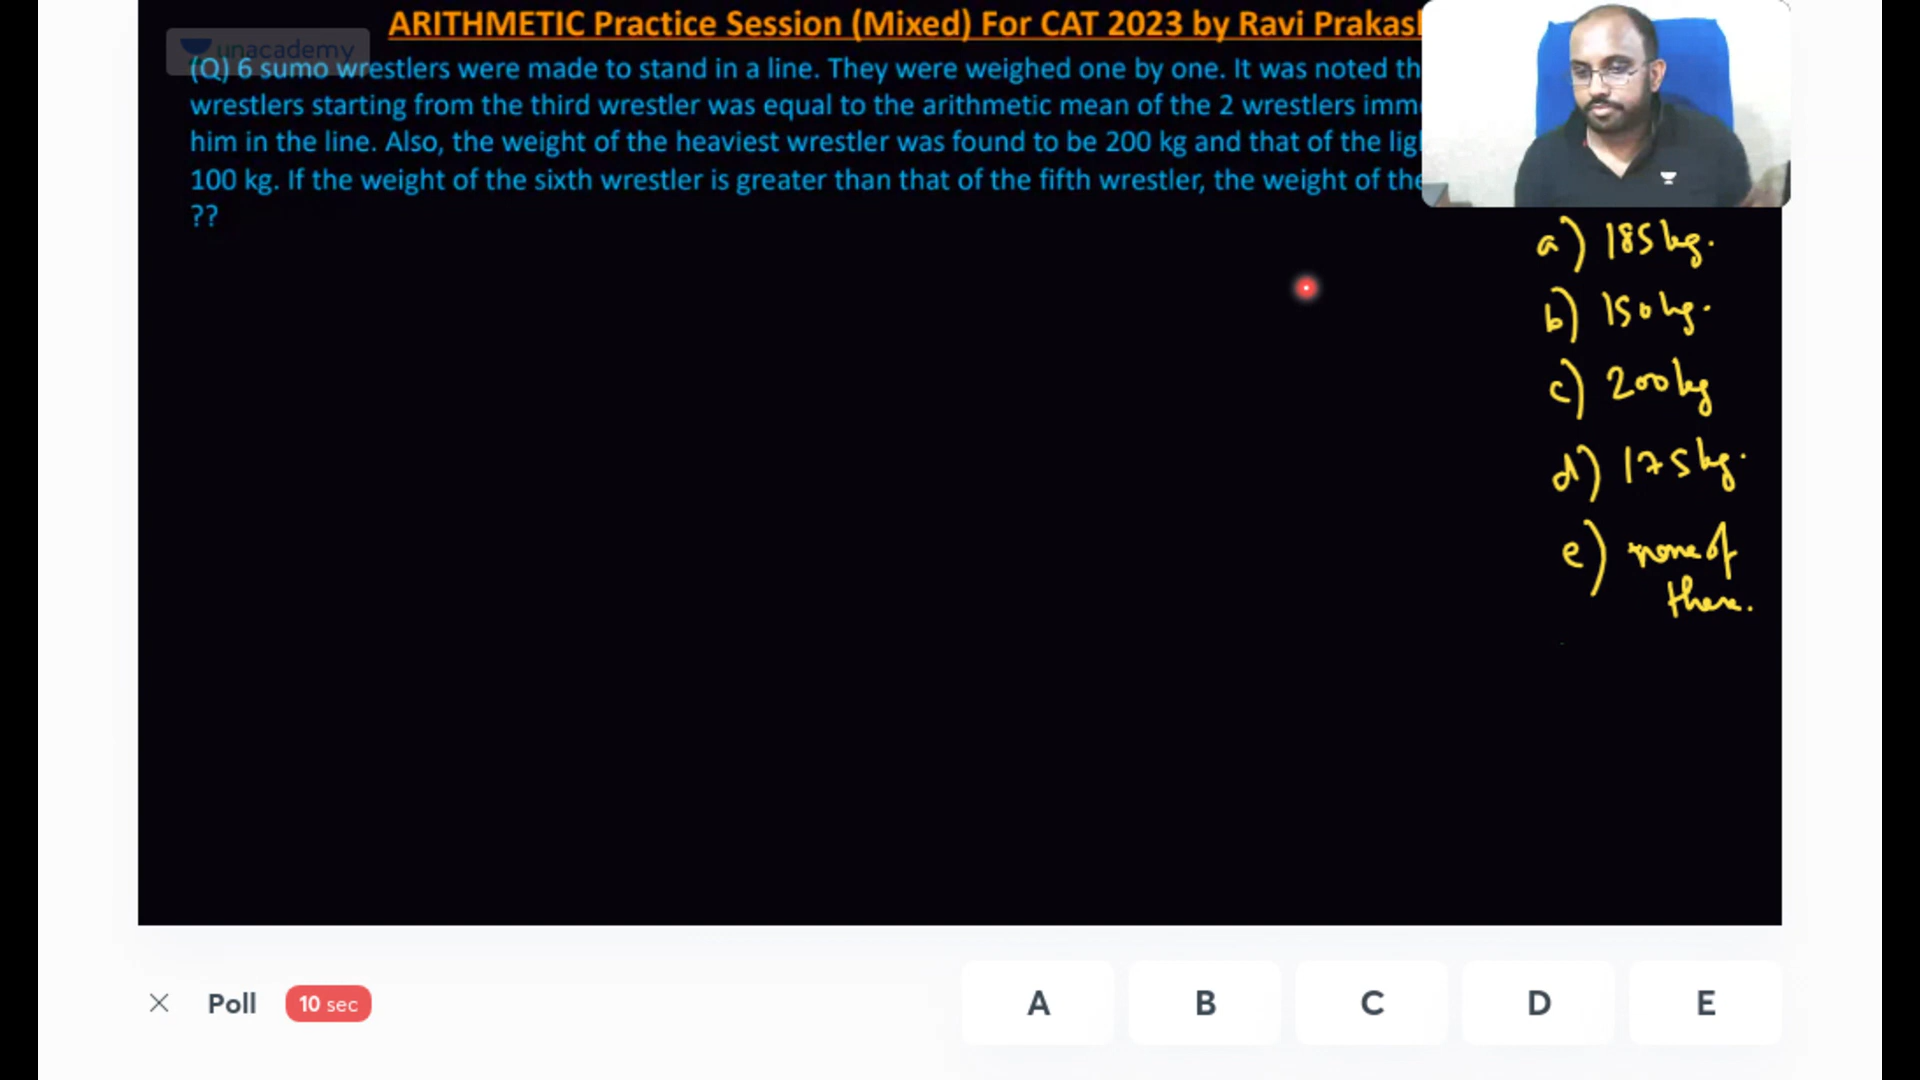 ARITHMETIC Practice Session (Mixed) For CAT 2023 by Ravi Prakash
unacademy
(Q) 6 sumo wrestlers were made to stand in a line. They were weighed one by one. It was noted th
wrestlers starting from the third wrestler was equal to the arithmetic mean of the 2 wrestlers imm
him in the line. Also, the weight of the heaviest wrestler was found to be 200 kg and that of the lig
100 kg. If the weight of the sixth wrestler is greater than that of the fifth wrestler, the weight of the
??
a) 185 kg.
b) 150 kg.
c) 200 kg
d) 175 kg.
e) none of
these.
Poll 10 sec A B C D E